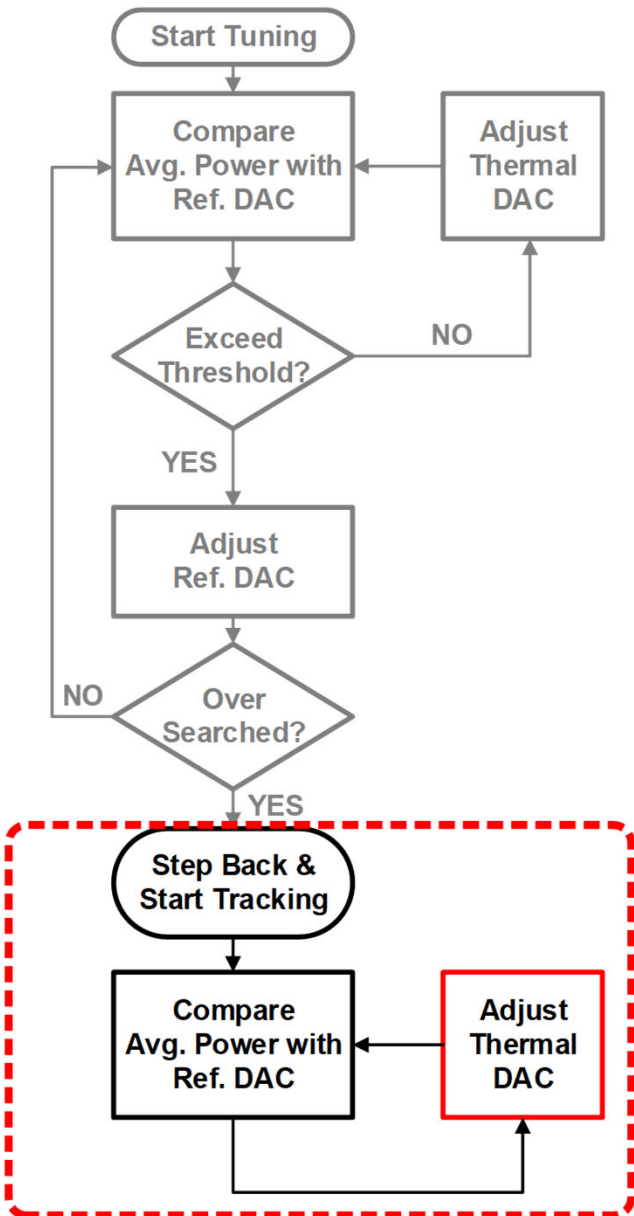 Start Tuning
Compare
Avg. Power with
Ref. DAC
Adjust
Thermal
DAC
Exceed
Threshold?
NO
YES
Adjust
Ref. DAC
NO
Over
Searched?
YES
Step Back &
Start Tracking
Compare
Avg. Power with
Ref. DAC
Adjust
Thermal
DAC